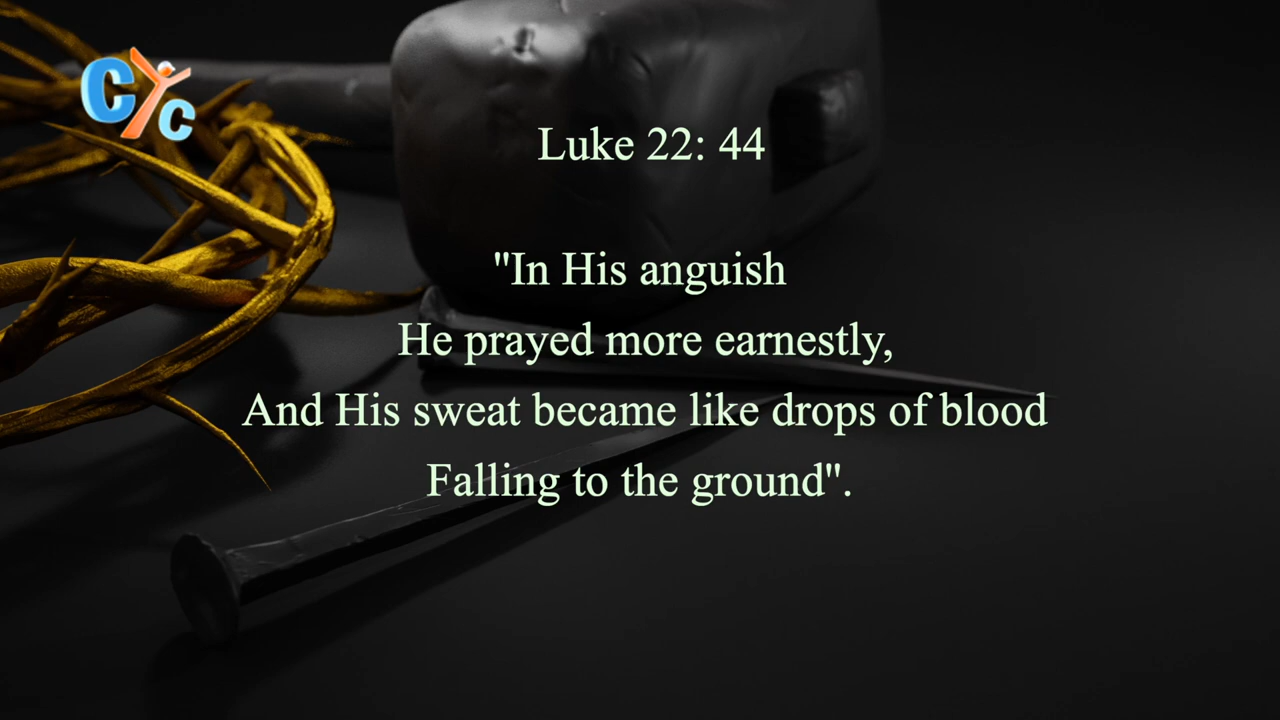 CYC
Luke 22: 44
"In His anguish
He prayed more earnestly,
And His sweat became like drops of blood
Falling to the ground".